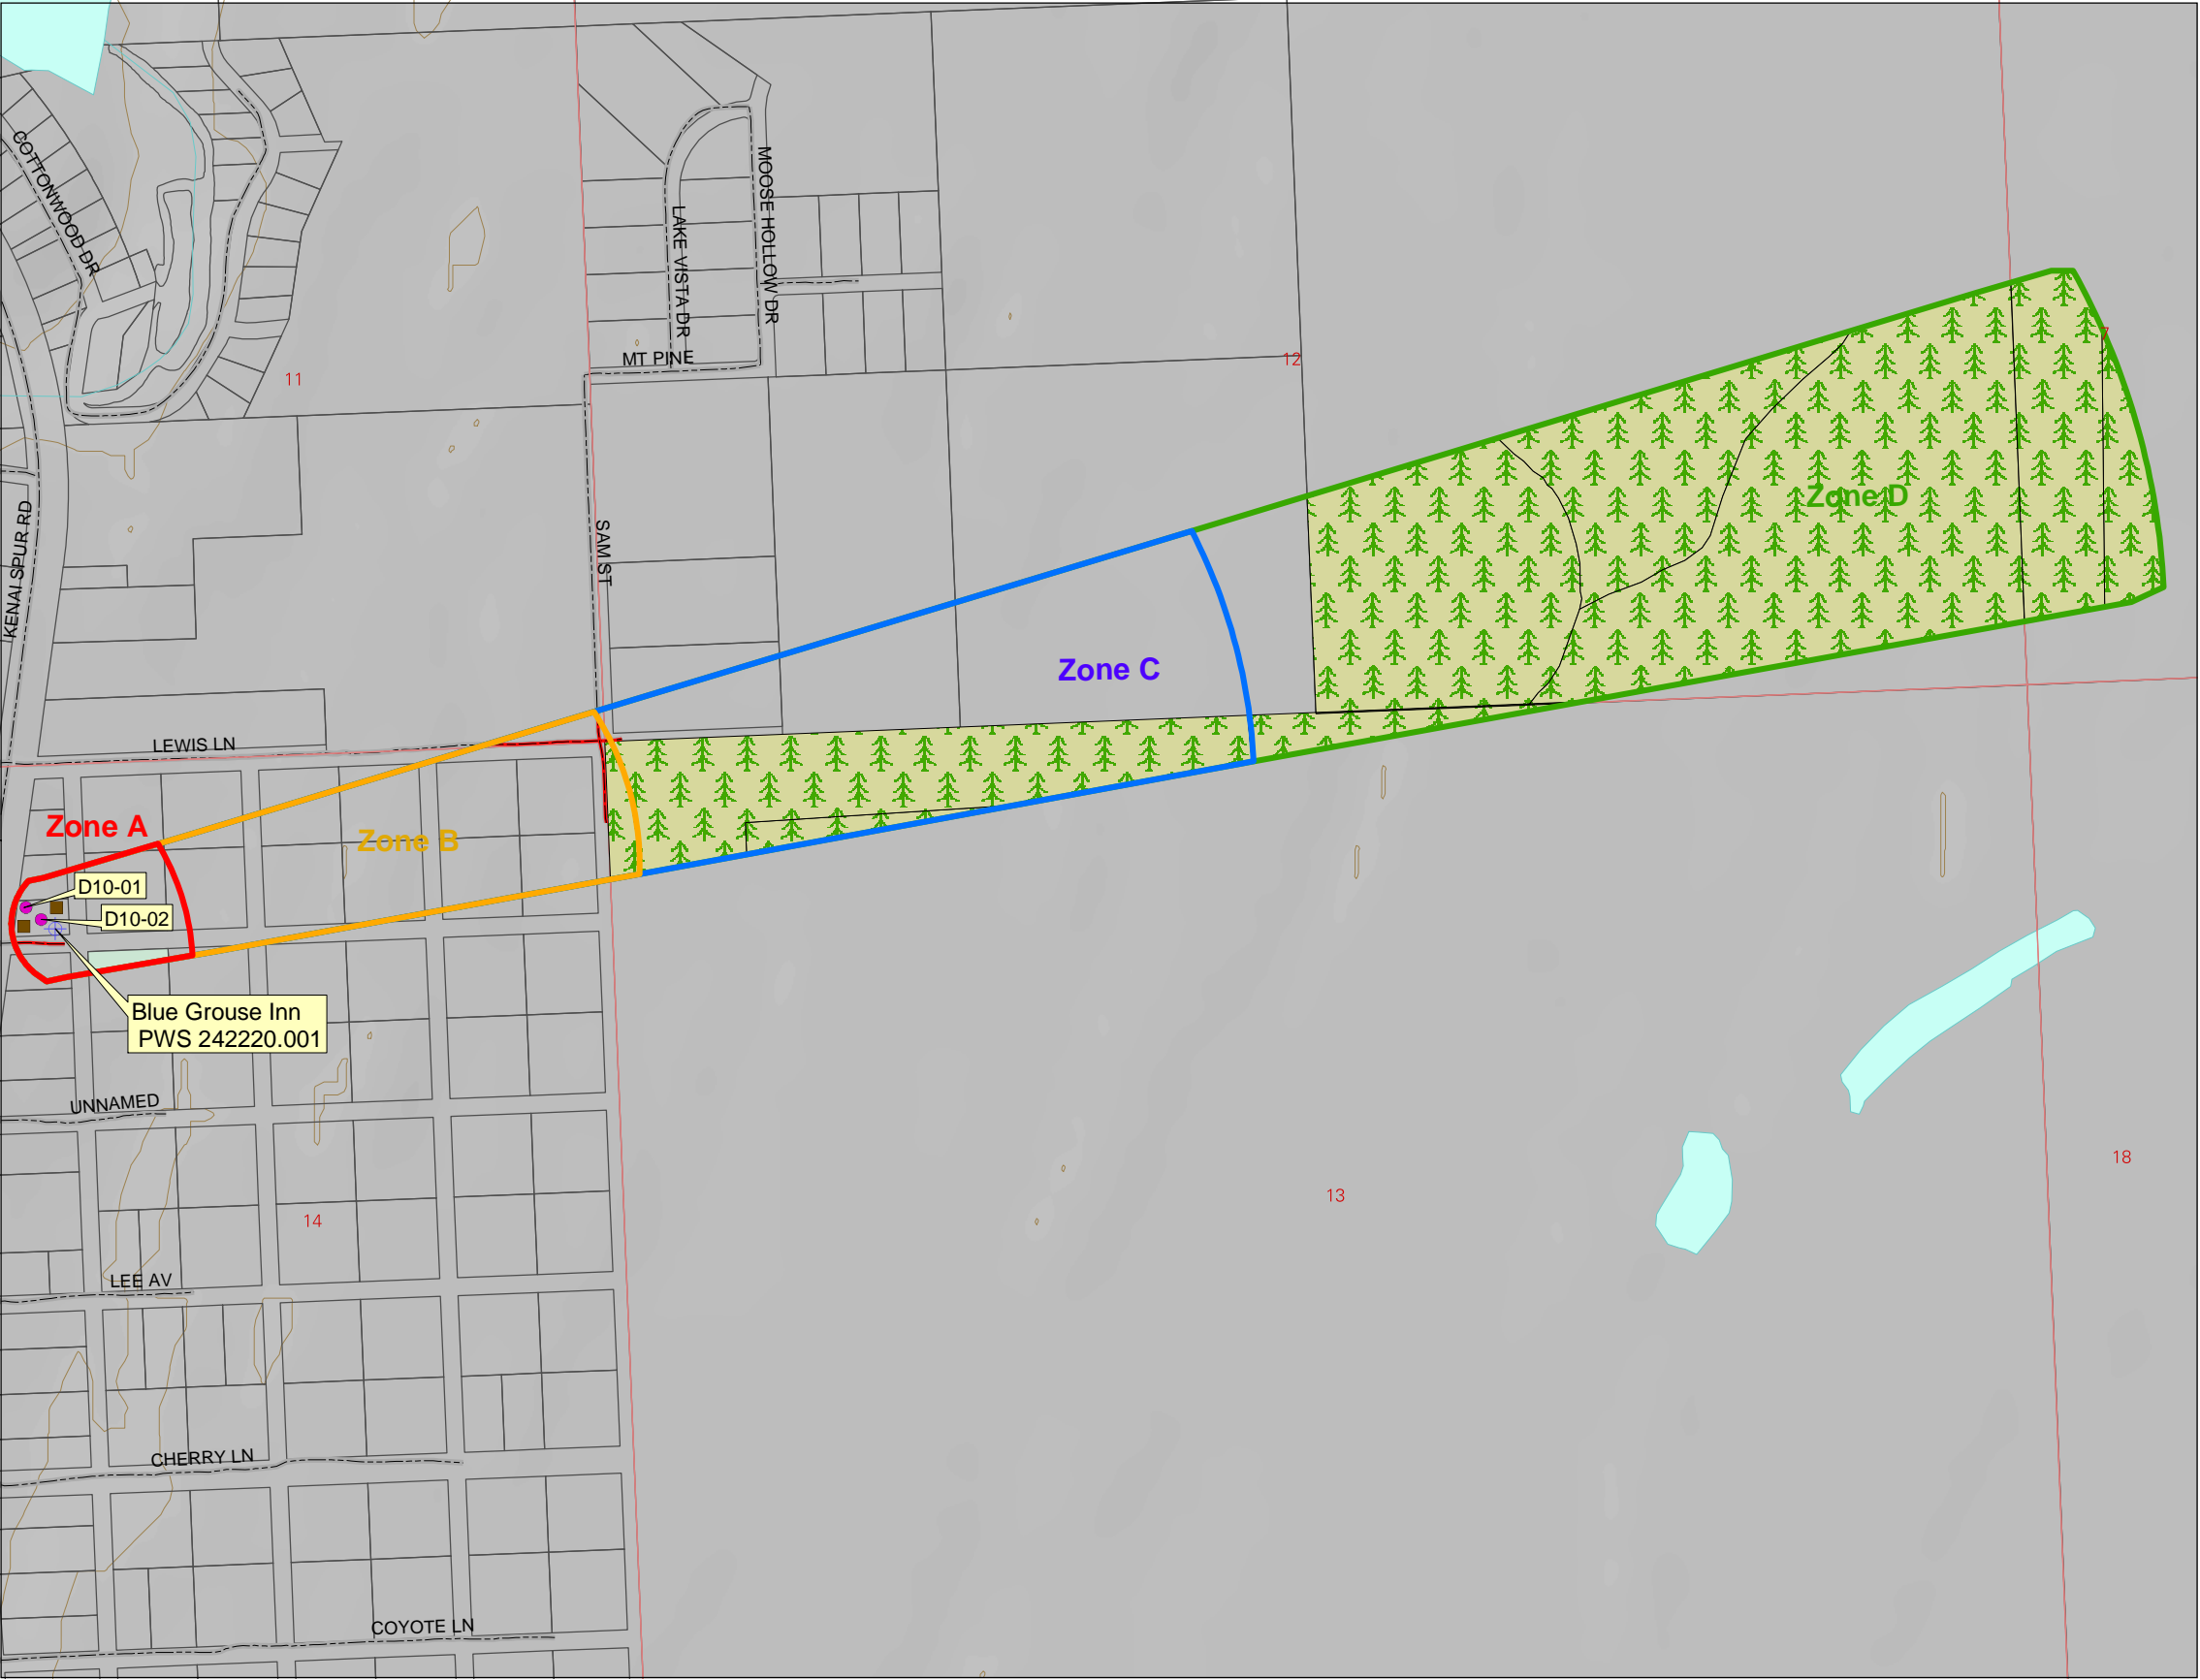 COTTONWOOD DR
MOOSE HOLLOW DR
LAKE VISTA DR
MT PINE
12
7
11
Zone D
KENAI SPUR RD
SAM ST
Zone C
LEWIS LN
Zone A
Zone B
D10-01
D10-02
Blue Grouse Inn
PWS 242220.001
UNNAMED
18
13
14
LEE AV
CHERRY LN
COYOTE LN